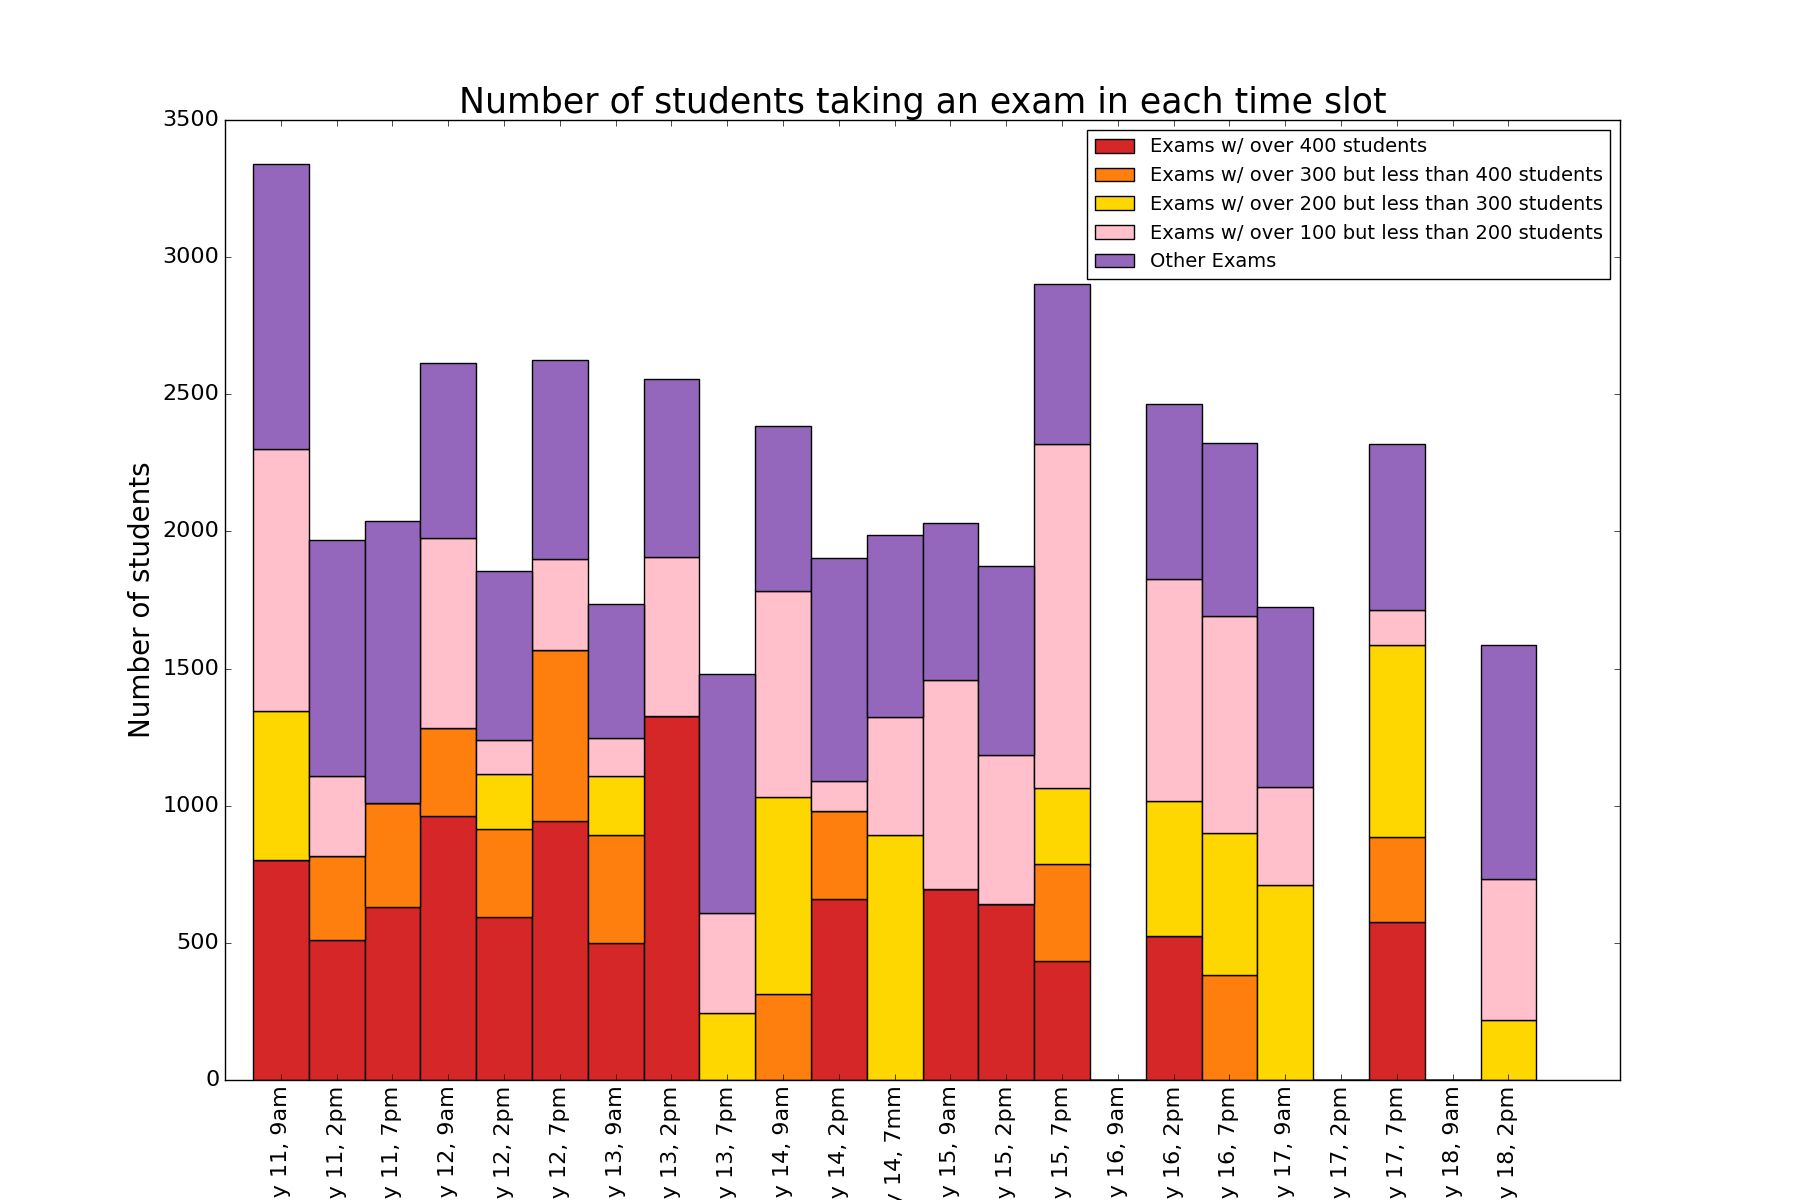 Number of students taking an exam in each time slot
Exams w/ over 400 students
Exams w/ over 300 but less than 400 students
Exams w/ over 200 but less than 300 students
Exams w/ over 100 but less than 200 students
Other Exams
Number of students
3500
3000
2500
2000
1500
1000
500
0
y 11, 9am
y 11, 2pm
y 11, 7pm
y 12, 9am
y 12, 2pm
y 12, 7pm
y 13, 9am
y 13, 2pm
y 13, 7pm
y 14, 9am
y 14, 2pm
y 14, 7mm
y 15, 9am
y 15, 2pm
y 15, 7pm
y 16, 9am
y 16, 2pm
y 16, 7pm
y 17, 9am
y 17, 2pm
y 17, 7pm
y 18, 9am
y 18, 2pm